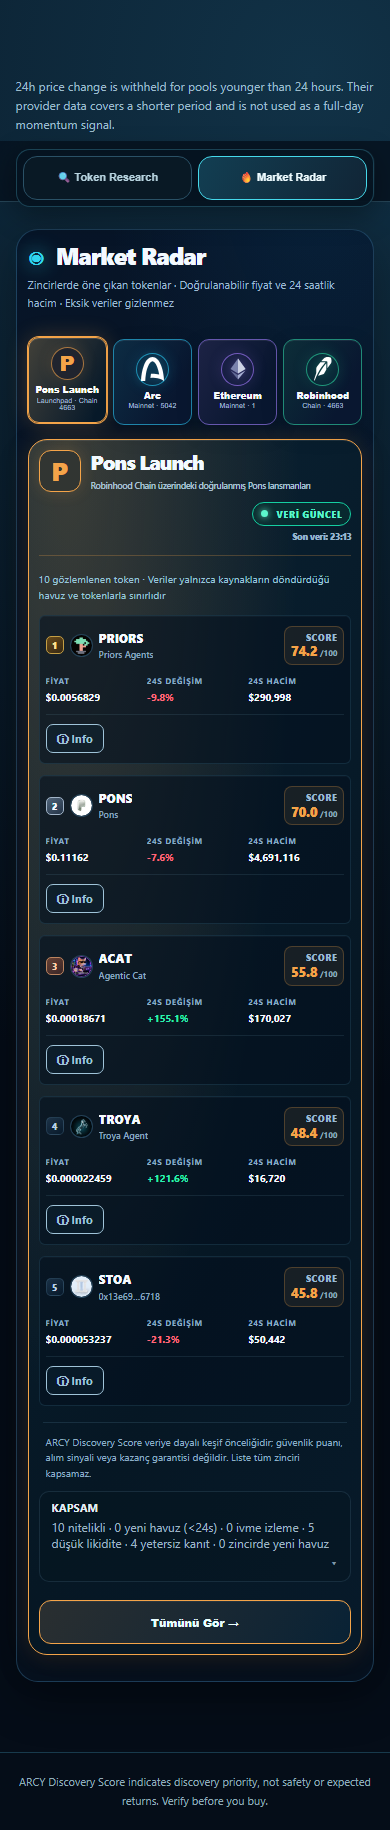 24h price change is withheld for pools younger than 24 hours. Their
provider data covers a shorter period and is not used as a full-day
momentum signal.
Token Research
Market Radar
Market Radar
Zincirlerde öne çıkan tokenlar · Doğrulanabilir fiyat ve 24 saatlik
hacim · Eksik veriler gizlenmez
P
Pons Launch
Launchpad · Chain
4663
Arc
Mainnet · 5042
Ethereum
Mainnet · 1
Robinhood
Chain · 4663
P
Pons Launch
Robinhood Chain üzerindeki doğrulanmış Pons lansmanları
VERİ GÜNCEL
Son veri: 23:13
10 gözlemlenen token · Veriler yalnızca kaynakların döndürdüğü
havuz ve tokenlarla sınırlıdır
1
PRIORS
Priors Agents
SCORE
74.2 /100
FİYAT
24S DEĞİŞİM
24S HACİM
$0.0056829
-9.8%
$290,998
Info
2
PONS
Pons
SCORE
70.0 /100
FİYAT
24S DEĞİŞİM
24S HACİM
$0.11162
-7.6%
$4,691,116
Info
3
ACAT
Agentic Cat
SCORE
55.8 /100
FİYAT
24S DEĞİŞİM
24S HACİM
$0.00018671
+155.1%
$170,027
Info
4
TROYA
Troya Agent
SCORE
48.4 /100
FİYAT
24S DEĞİŞİM
24S HACİM
$0.000022459
+121.6%
$16,720
Info
5
STOA
0x13e69...6718
SCORE
45.8 /100
FİYAT
24S DEĞİŞİM
24S HACİM
$0.000053237
-21.3%
$50,442
Info
ARCY Discovery Score veriye dayalı keşif önceliğidir; güvenlik puanı,
alım sinyali veya kazanç garantisi değildir. Liste tüm zinciri
kapsamaz.
KAPSAM
10 nitelikli · 0 yeni havuz (<24s) · 0 ivme izleme · 5
düşük likidite · 4 yetersiz kanıt · 0 zincirde yeni havuz
Tümünü Gör →
ARCY Discovery Score indicates discovery priority, not safety or expected
returns. Verify before you buy.